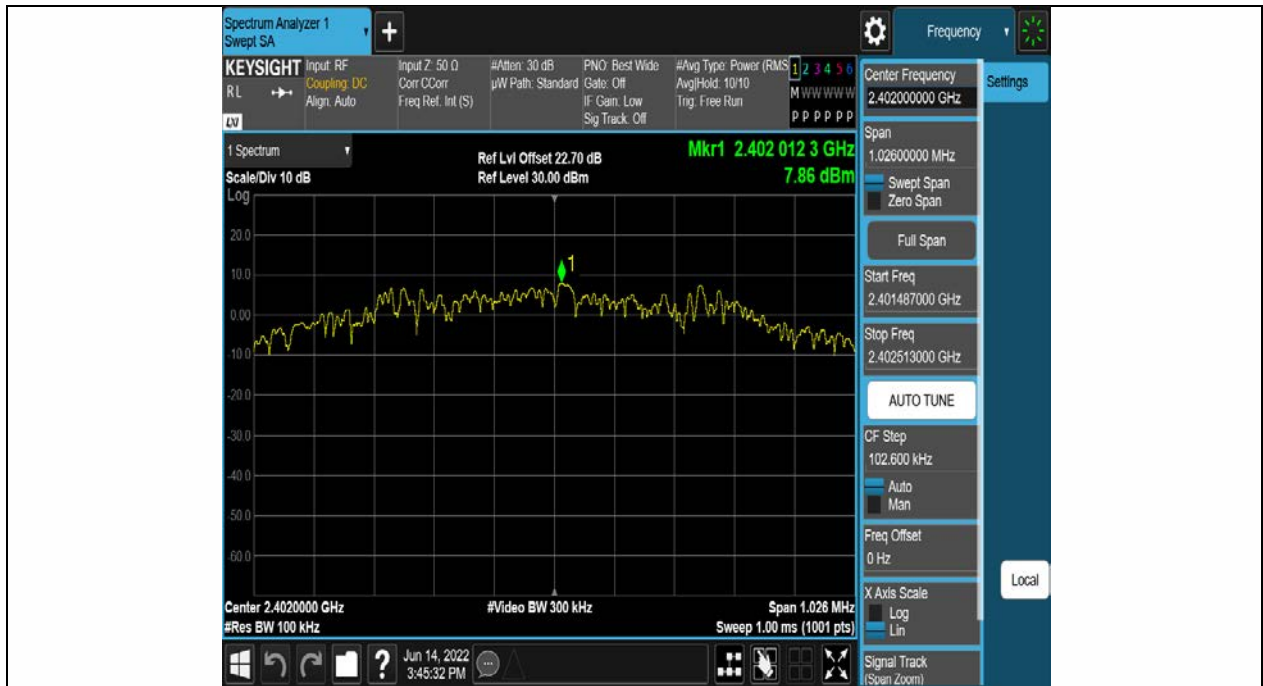 Spectrum Analyzer 1
Swept SA
+
Frequency
KEYSIGHT
RL
LXI
Input: RF
Coupling: DC
Align: Auto
Input Z: 50 Ω
Corr CCorr
Freq Ref: Int (S)
#Atten: 30 dB
µW Path: Standard
PNO: Best Wide
Gate: Off
IF Gain: Low
Sig Track: Off
#Avg Type: Power (RMS
Avg|Hold: 10/10
Trig: Free Run
1 2 3 4 5 6
M W W W W W
P P P P P P
1 Spectrum
Scale/Div 10 dB
Log
Ref Lvl Offset 22.70 dB
Ref Level 30.00 dBm
Mkr1 2.402 012 3 GHz
7.86 dBm
1
20.0
10.0
0.00
-10.0
-20.0
-30.0
-40.0
-50.0
-60.0
Center 2.4020000 GHz
#Res BW 100 kHz
#Video BW 300 kHz
Span 1.026 MHz
Sweep 1.00 ms (1001 pts)
Center Frequency
2.402000000 GHz
Settings
Span
1.02600000 MHz
Swept Span
Zero Span
Full Span
Start Freq
2.401487000 GHz
Stop Freq
2.402513000 GHz
AUTO TUNE
CF Step
102.600 kHz
Auto
Man
Freq Offset
0 Hz
X Axis Scale
Log
Lin
Local
Signal Track
(Span Zoom)
?
Jun 14, 2022
3:45:32 PM